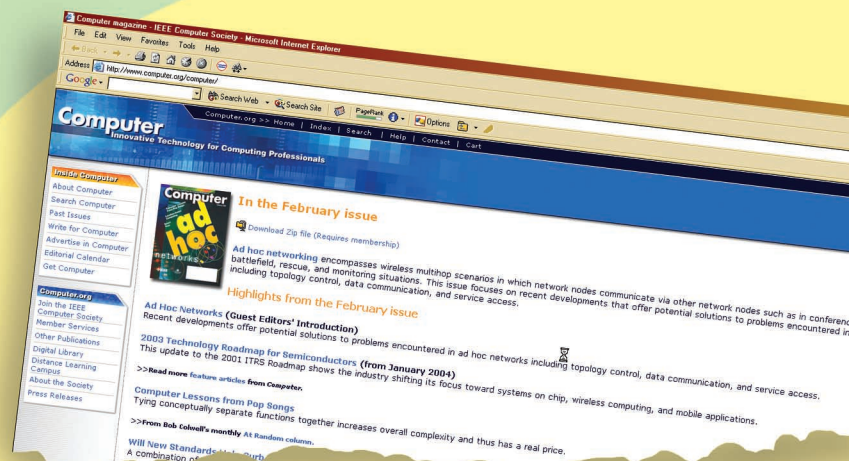 Computer magazine - IEEE Computer Society - Microsoft Internet Explorer
File Edit View Favorites Tools Help
Back
Address http://www.computer.org/computer/
Google Search Web Search Site PageRank Options
Computer.org >> Home | Index | Search | Help | Contact | Cart
Computer
Innovative Technology for Computing Professionals
Inside Computer
About Computer
Search Computer
Past Issues
Write for Computer
Advertise in Computer
Editorial Calendar
Get Computer
Computer.org
Join the IEEE
Computer Society
Member Services
Other Publications
Digital Library
Distance Learning
Campus
About the Society
Press Releases
Computer
ad
hoc
networks
In the February issue
Download Zip file (Requires membership)
Ad hoc networking encompasses wireless multihop scenarios in which network nodes communicate via other network nodes such as in conferenc
battlefield, rescue, and monitoring situations. This issue focuses on recent developments that offer potential solutions to problems encountered in
including topology control, data communication, and service access.
Highlights from the February issue
Ad Hoc Networks (Guest Editors' Introduction)
Recent developments offer potential solutions to problems encountered in ad hoc networks including topology control, data communication, and service access.
2003 Technology Roadmap for Semiconductors (from January 2004)
This update to the 2001 ITRS Roadmap shows the industry shifting its focus toward systems on chip, wireless computing, and mobile applications.
>>Read more feature articles from Computer.
Computer Lessons from Pop Songs
Tying conceptually separate functions together increases overall complexity and thus has a real price.
>>From Bob Colwell's monthly At Random column.
Will New Standards
A combination of